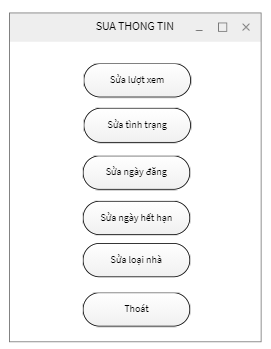 SUA THONG TIN
Sửa lượt xem
Sửa tình trạng
Sửa ngày đăng
Sửa ngày hết hạn
Sửa loại nhà
Thoát